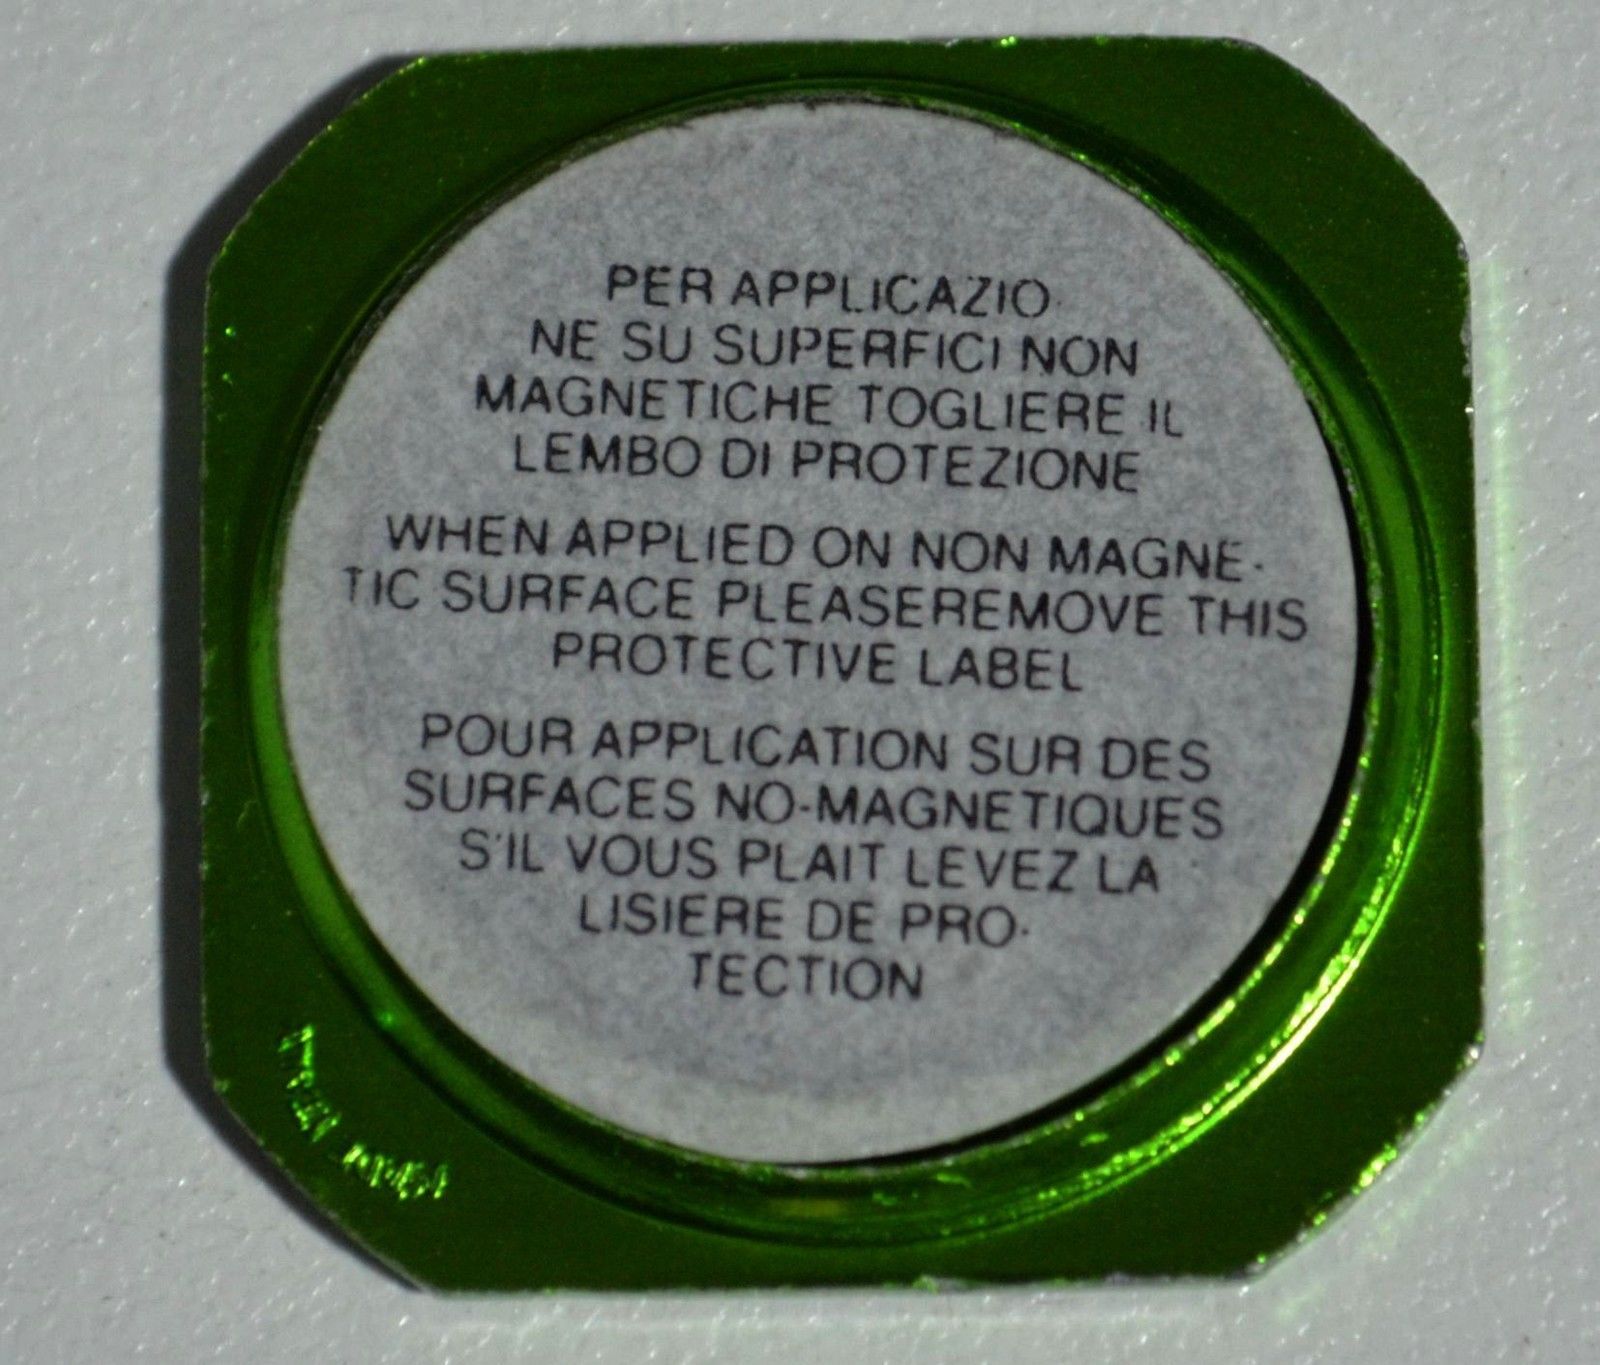 PER APPLICAZIO-
NE SU SUPERFICI NON
MAGNETICHE TOGLIERE IL
LEMBO DI PROTEZIONE
WHEN APPLIED ON NON MAGNE-
TIC SURFACE PLEASEREMOVE THIS
PROTECTIVE LABEL
POUR APPLICATION SUR DES
SURFACES NO-MAGNETIQUES
S'IL VOUS PLAIT LEVEZ LA
LISIERE DE PRO-
TECTION